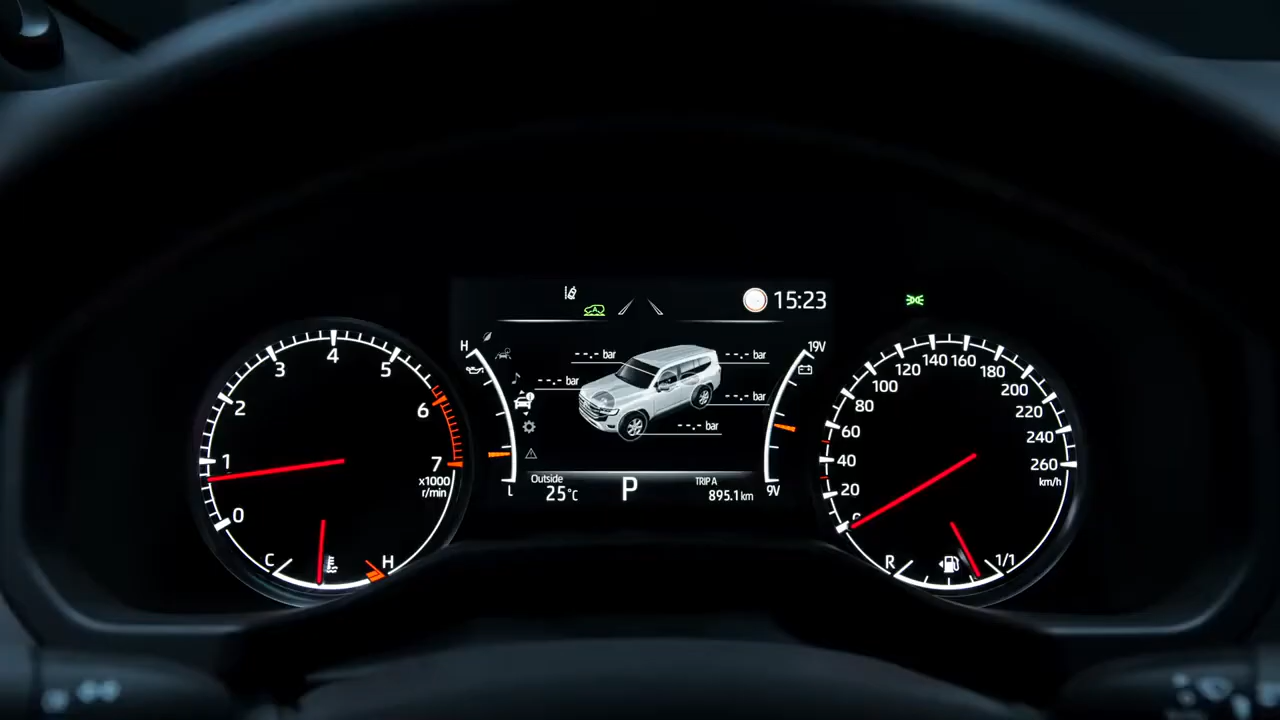 15:23
0
1
2
3
4
5
6
7
x1000
r/min
C
H
H
L
--.- bar
--.- bar
--.- bar
--.- bar
--.- bar
19V
9V
Outside
25°C
P
TRIP A
895.1 km
0
20
40
60
80
100
120
140
160
180
200
220
240
260
km/h
R
1/1